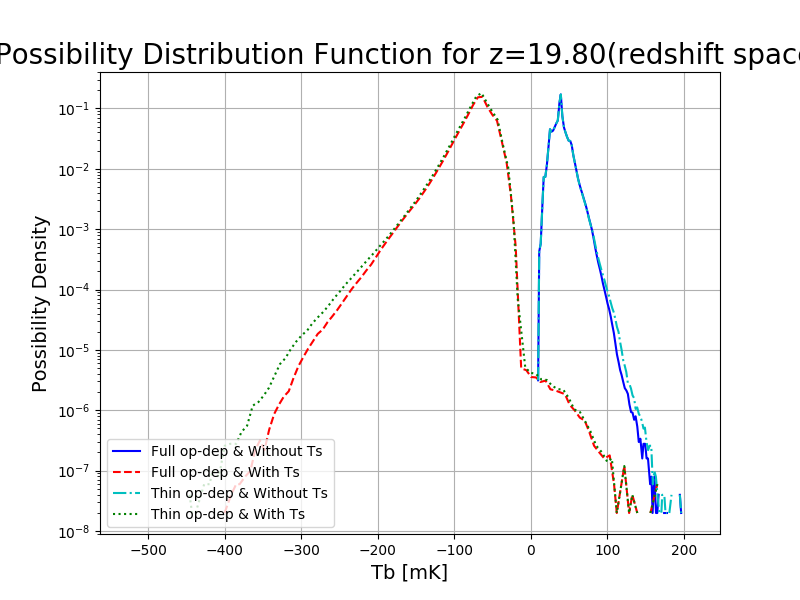 Possibility Distribution Function for z=19.80(redshift space
Possibility Density
10⁻¹
10⁻²
10⁻³
10⁻⁴
10⁻⁵
10⁻⁶
10⁻⁷
10⁻⁸
Full op-dep & Without Ts
Full op-dep & With Ts
Thin op-dep & Without Ts
Thin op-dep & With Ts
−500 −400 −300 −200 −100 0 100 200
Tb [mK]